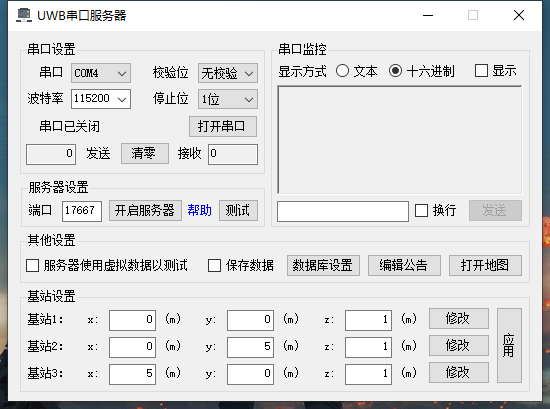 UWB串口服务器
串口设置
串口 COM4 校验位 无校验
波特率 115200 停止位 1位
串口已关闭 打开串口
0 发送 清零 接收 0
服务器设置
端口 17667 开启服务器 帮助 测试
串口监控
显示方式 文本 十六进制 显示
换行 发送
其他设置
服务器使用虚拟数据以测试 保存数据 数据库设置 编辑公告 打开地图
基站设置
基站1: x: 0 (m) y: 0 (m) z: 1 (m) 修改
基站2: x: 0 (m) y: 5 (m) z: 1 (m) 修改
基站3: x: 5 (m) y: 0 (m) z: 1 (m) 修改
应用